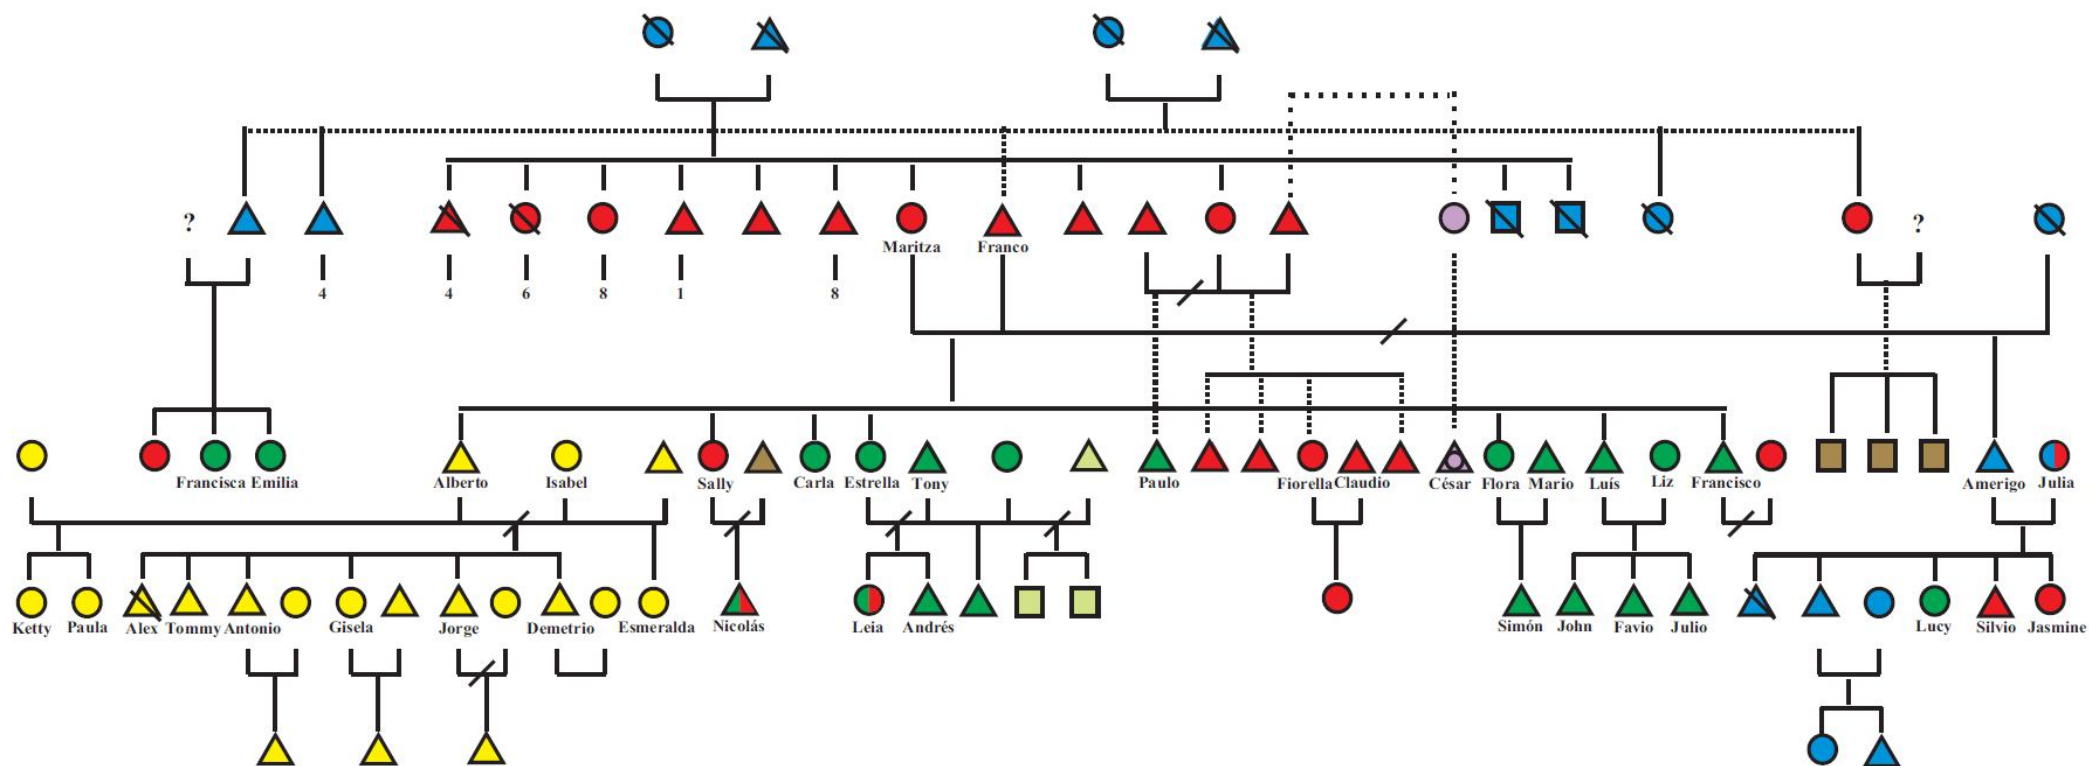 ? ?
Maritza Franco
4 4 6 8 1 8
Francisca Emilia Alberto Isabel Sally Carla Estrella Tony Paulo Fiorella Claudio César Flora Mario Luís Liz Francisco Amerigo Julia
Ketty Paula Alex Tommy Antonio Gisela Jorge Demetrio Esmeralda Nicolás Leia Andrés Simón John Favio Julio Lucy Silvio Jasmine